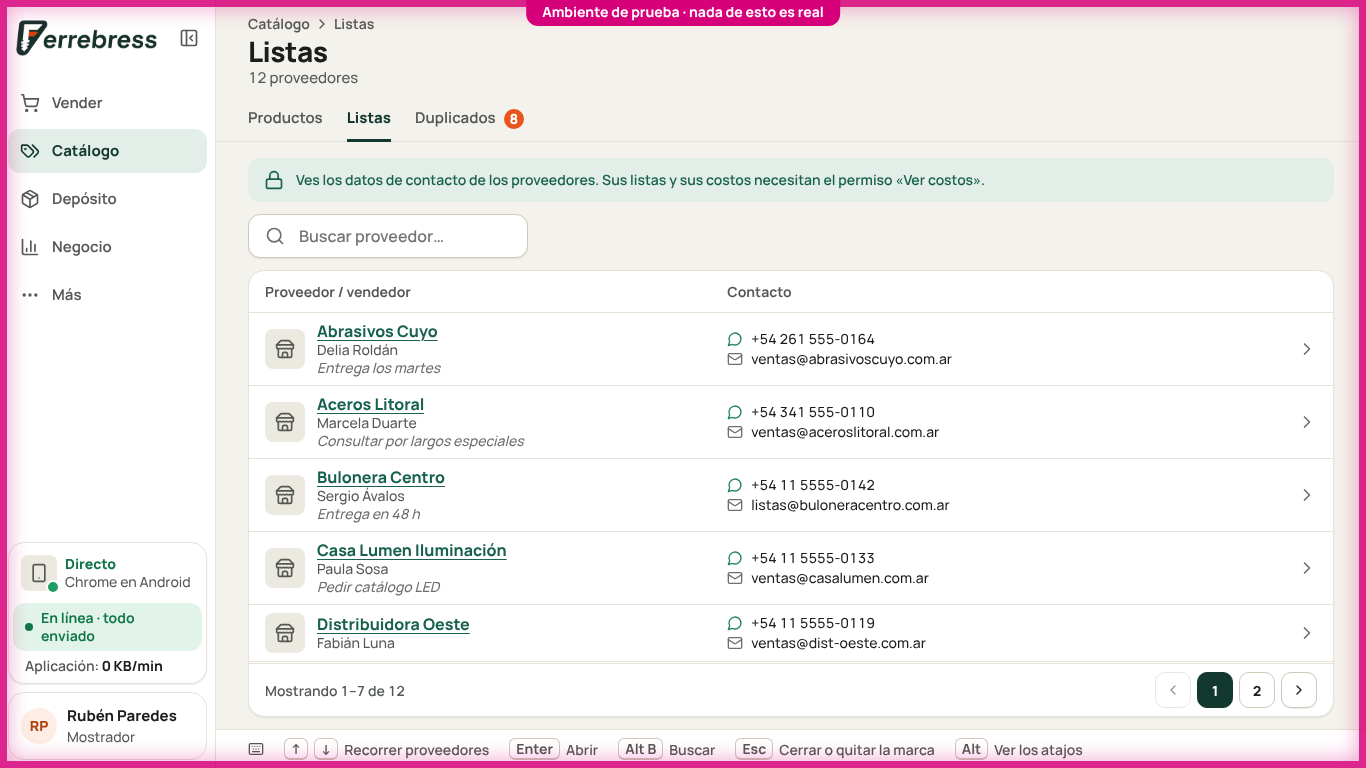 Ambiente de prueba · nada de esto es real
Ferrebress
Vender
Catálogo
Depósito
Negocio
Más
Directo
Chrome en Android
En línea · todo
enviado
Aplicación: 0 KB/min
RP
Rubén Paredes
Mostrador
Catálogo > Listas
Listas
12 proveedores
Productos
Listas
Duplicados 8
Ves los datos de contacto de los proveedores. Sus listas y sus costos necesitan el permiso «Ver costos».
Buscar proveedor…
Proveedor / vendedor
Contacto
Abrasivos Cuyo
Delia Roldán
Entrega los martes
+54 261 555-0164
ventas@abrasivoscuyo.com.ar
Aceros Litoral
Marcela Duarte
Consultar por largos especiales
+54 341 555-0110
ventas@aceroslitoral.com.ar
Bulonera Centro
Sergio Ávalos
Entrega en 48 h
+54 11 5555-0142
listas@buloneracentro.com.ar
Casa Lumen Iluminación
Paula Sosa
Pedir catálogo LED
+54 11 5555-0133
ventas@casalumen.com.ar
Distribuidora Oeste
Fabián Luna
+54 11 5555-0119
ventas@dist-oeste.com.ar
Mostrando 1–7 de 12
1
2
↑ ↓ Recorrer proveedores
Enter Abrir
Alt B Buscar
Esc Cerrar o quitar la marca
Alt Ver los atajos